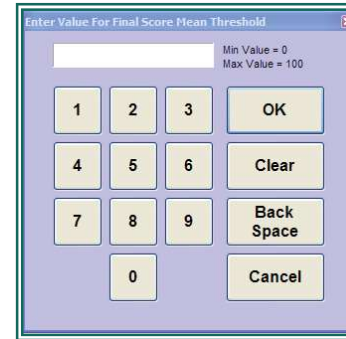 Enter Value For Final Score Mean Threshold
Min Value = 0
Max Value = 100
1 2 3 OK
4 5 6 Clear
7 8 9 Back
Space
0 Cancel